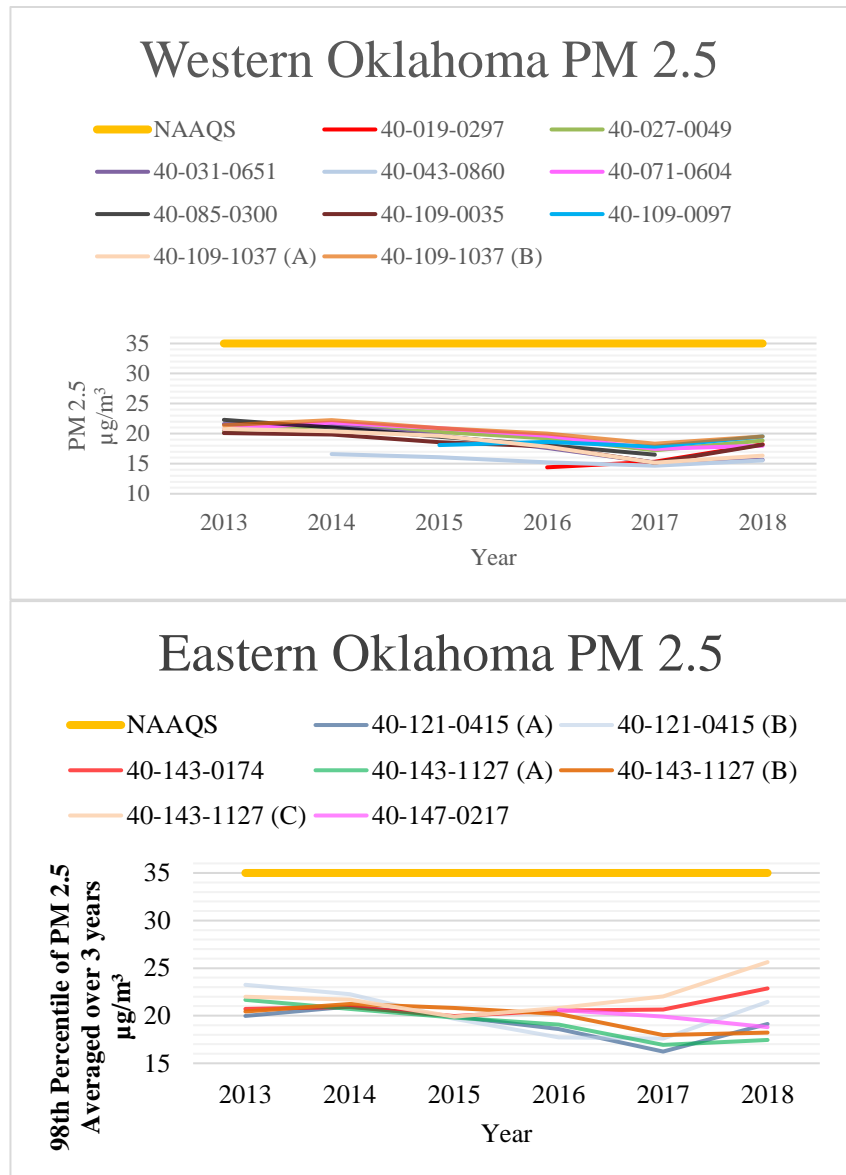 Western Oklahoma PM 2.5
NAAQS 40-019-0297 40-027-0049
40-031-0651 40-043-0860 40-071-0604
40-085-0300 40-109-0035 40-109-0097
40-109-1037 (A) 40-109-1037 (B)
PM 2.5
µg/m³
35
30
25
20
15
10
2013 2014 2015 2016 2017 2018
Year
Eastern Oklahoma PM 2.5
NAAQS 40-121-0415 (A) 40-121-0415 (B)
40-143-0174 40-143-1127 (A) 40-143-1127 (B)
40-143-1127 (C) 40-147-0217
98th Percentile of PM 2.5
Averaged over 3 years
µg/m³
35
30
25
20
15
2013 2014 2015 2016 2017 2018
Year